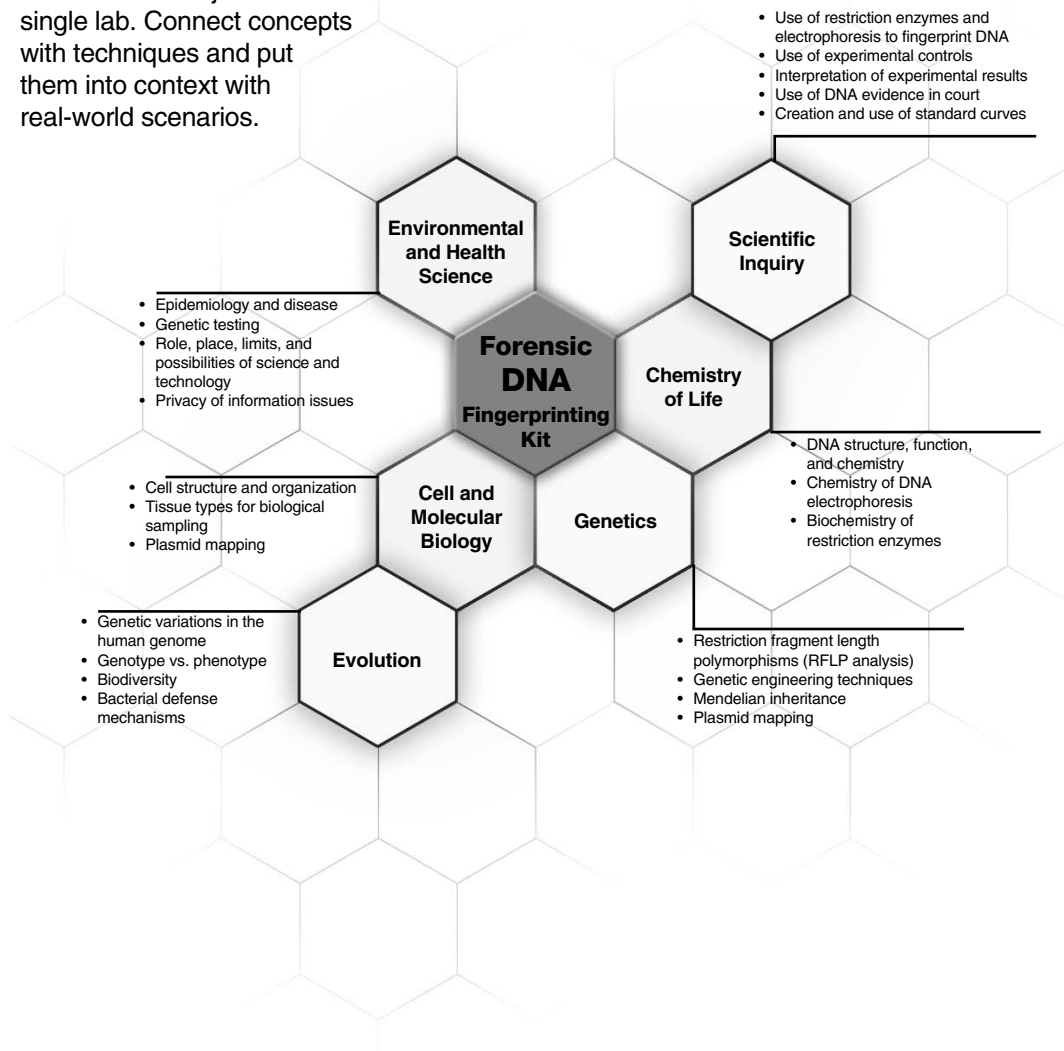 single lab. Connect concepts
with techniques and put
them into context with
real-world scenarios.
• Use of restriction enzymes and
electrophoresis to fingerprint DNA
• Use of experimental controls
• Interpretation of experimental results
• Use of DNA evidence in court
• Creation and use of standard curves
Environmental
and Health
Science
Scientific
Inquiry
• Epidemiology and disease
• Genetic testing
• Role, place, limits, and
possibilities of science and
technology
• Privacy of information issues
Forensic
DNA
Fingerprinting
Kit
Chemistry
of Life
• DNA structure, function,
and chemistry
• Chemistry of DNA
electrophoresis
• Biochemistry of
restriction enzymes
• Cell structure and organization
• Tissue types for biological
sampling
• Plasmid mapping
Cell and
Molecular
Biology
Genetics
• Genetic variations in the
human genome
• Genotype vs. phenotype
• Biodiversity
• Bacterial defense
mechanisms
Evolution
• Restriction fragment length
polymorphisms (RFLP analysis)
• Genetic engineering techniques
• Mendelian inheritance
• Plasmid mapping